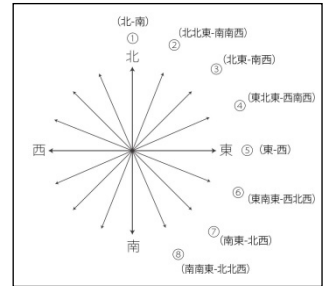 (北-南)
①
北
② (北北東-南南西)
③ (北東-南西)
④ (東北東-西南西)
西
東 ⑤ (東-西)
⑥ (東南東-西北西)
南
⑦ (南東-北西)
⑧ (南南東-北北西)